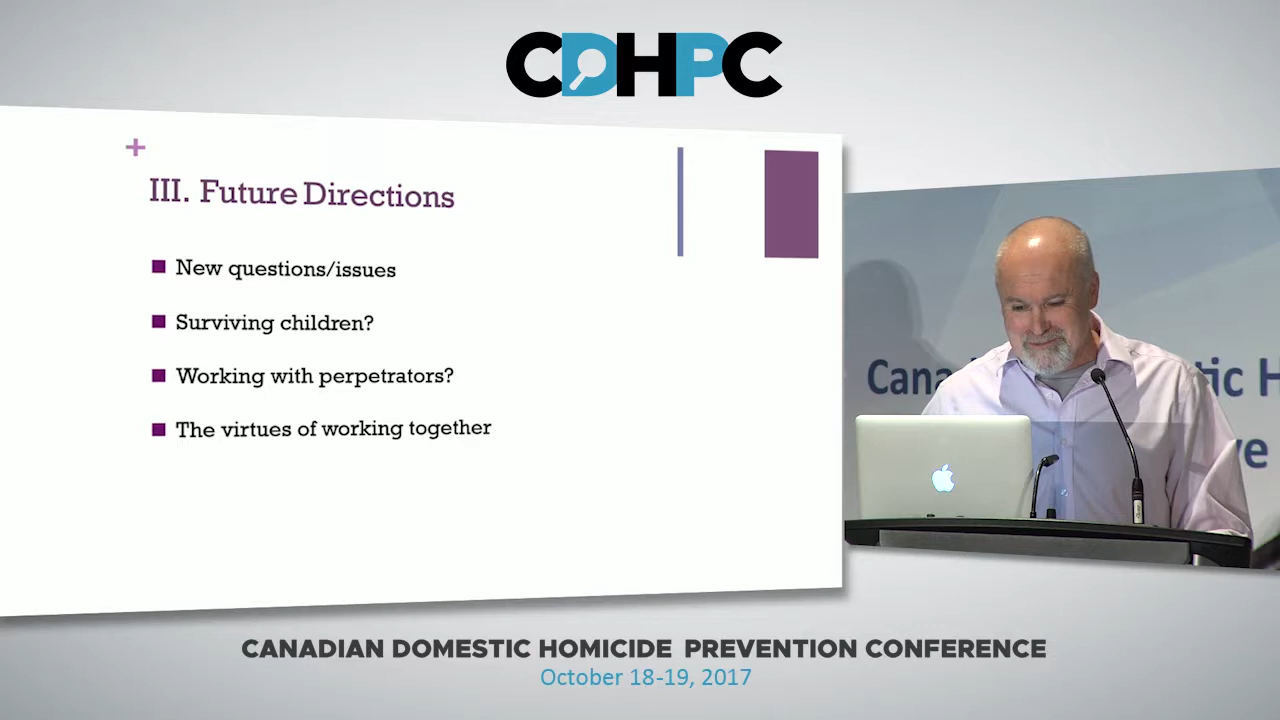 CDHPC
+
III. Future Directions
New questions/issues
Surviving children?
Working with perpetrators?
The virtues of working together
CANADIAN DOMESTIC HOMICIDE PREVENTION CONFERENCE
October 18-19, 2017